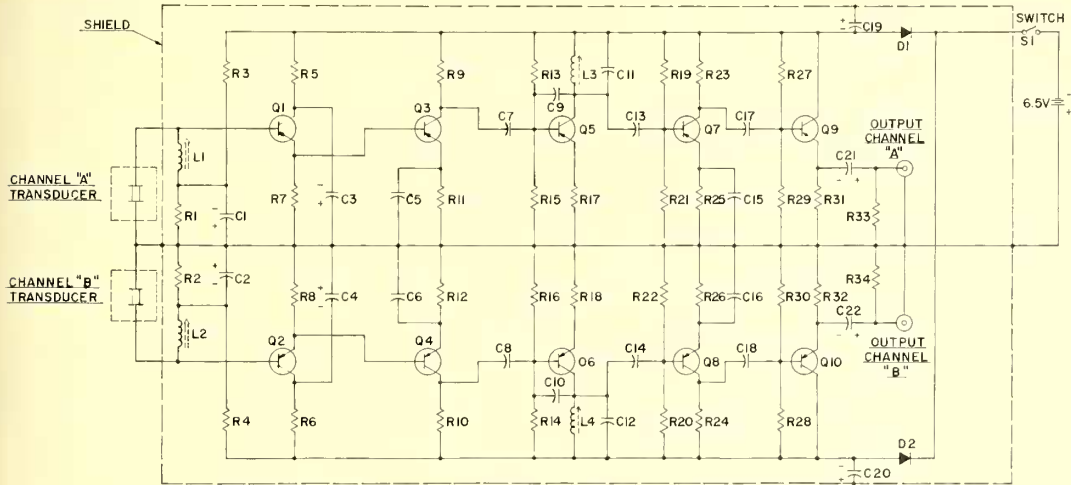 SHIELD
C19
D1
SWITCH
S1
R3
R5
R9
R13
L3
C11
R19
R23
R27
6.5V
Q1
Q3
C7
C9
Q5
C13
Q7
C17
Q9
OUTPUT
CHANNEL
"A"
L1
C21
CHANNEL "A"
TRANSDUCER
R1
C1
R7
C3
C5
R11
R15
R17
R21
R25
C15
R29
R31
R33
CHANNEL "B"
TRANSDUCER
R2
C2
R8
C4
C6
R12
R16
R18
R22
R26
C16
R30
R32
R34
L2
C22
Q2
Q4
C8
Q6
C14
Q8
C18
Q10
OUTPUT
CHANNEL
"B"
C10
R4
R6
R10
R14
L4
C12
R20
R24
R28
D2
C20